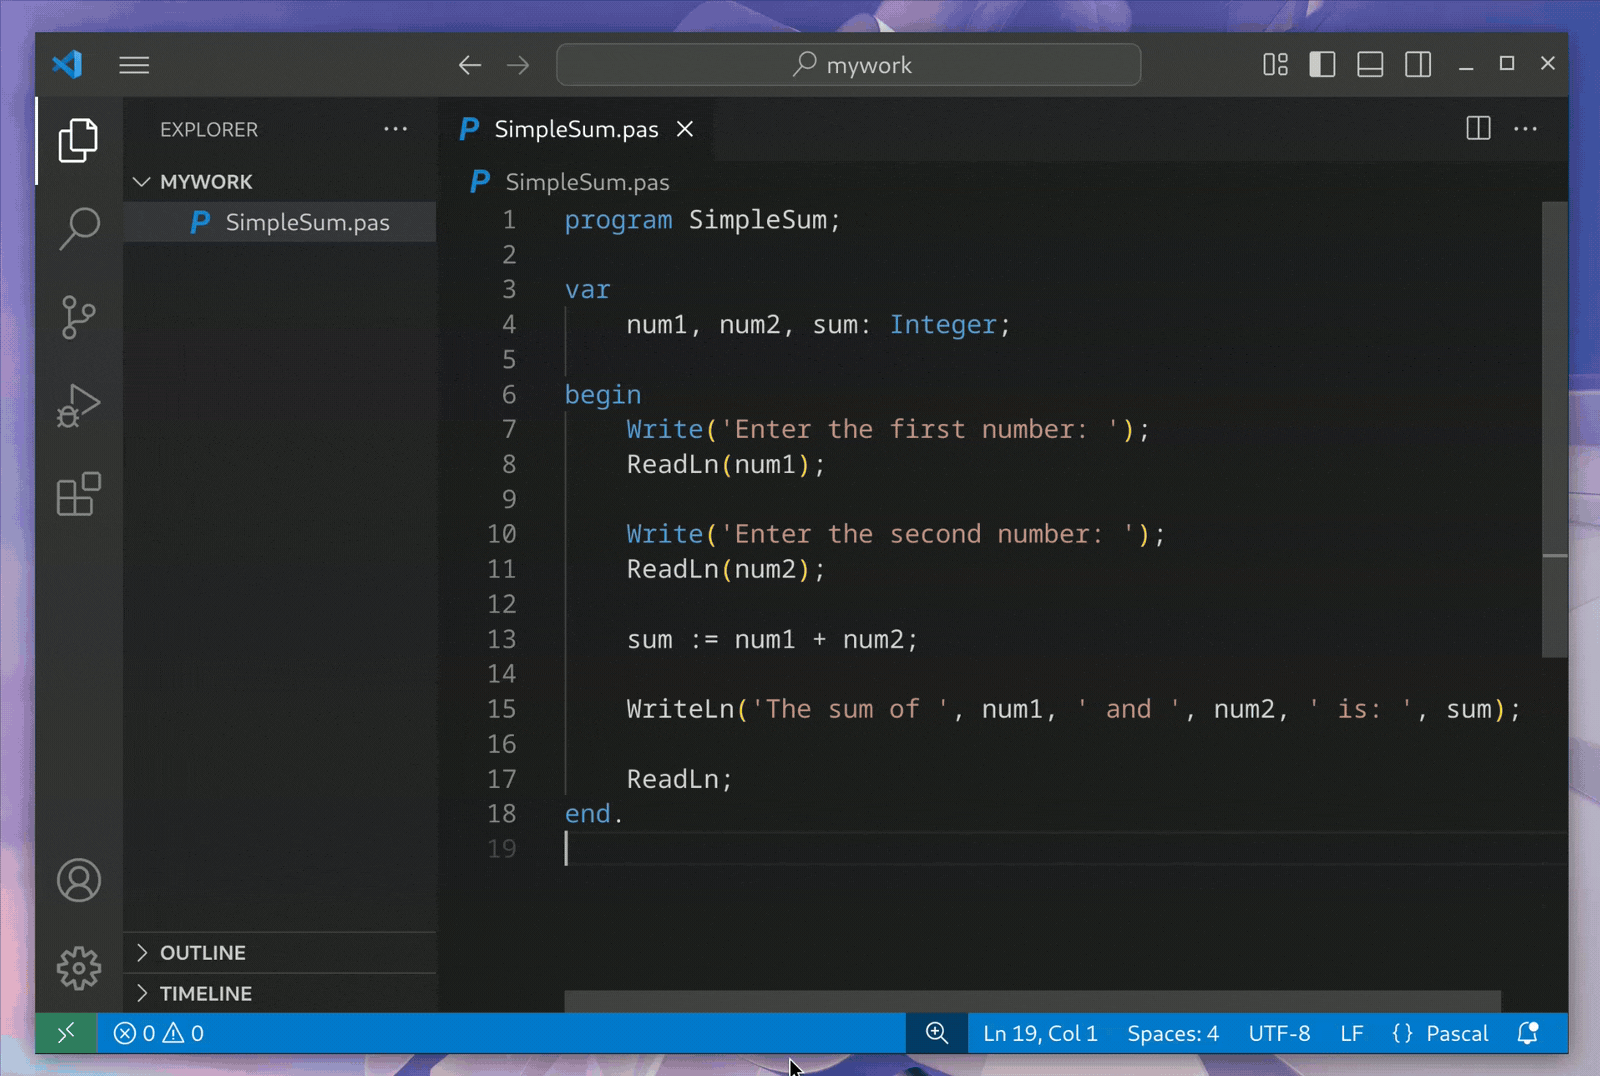 mywork
EXPLORER
SimpleSum.pas
MYWORK
SimpleSum.pas
SimpleSum.pas
1 program SimpleSum;
2
3 var
4     num1, num2, sum: Integer;
5
6 begin
7     Write('Enter the first number: ');
8     ReadLn(num1);
9
10     Write('Enter the second number: ');
11     ReadLn(num2);
12
13     sum := num1 + num2;
14
15     WriteLn('The sum of ', num1, ' and ', num2, ' is: ', sum);
16
17     ReadLn;
18 end.
19
OUTLINE
TIMELINE
0 0 Ln 19, Col 1 Spaces: 4 UTF-8 LF {} Pascal